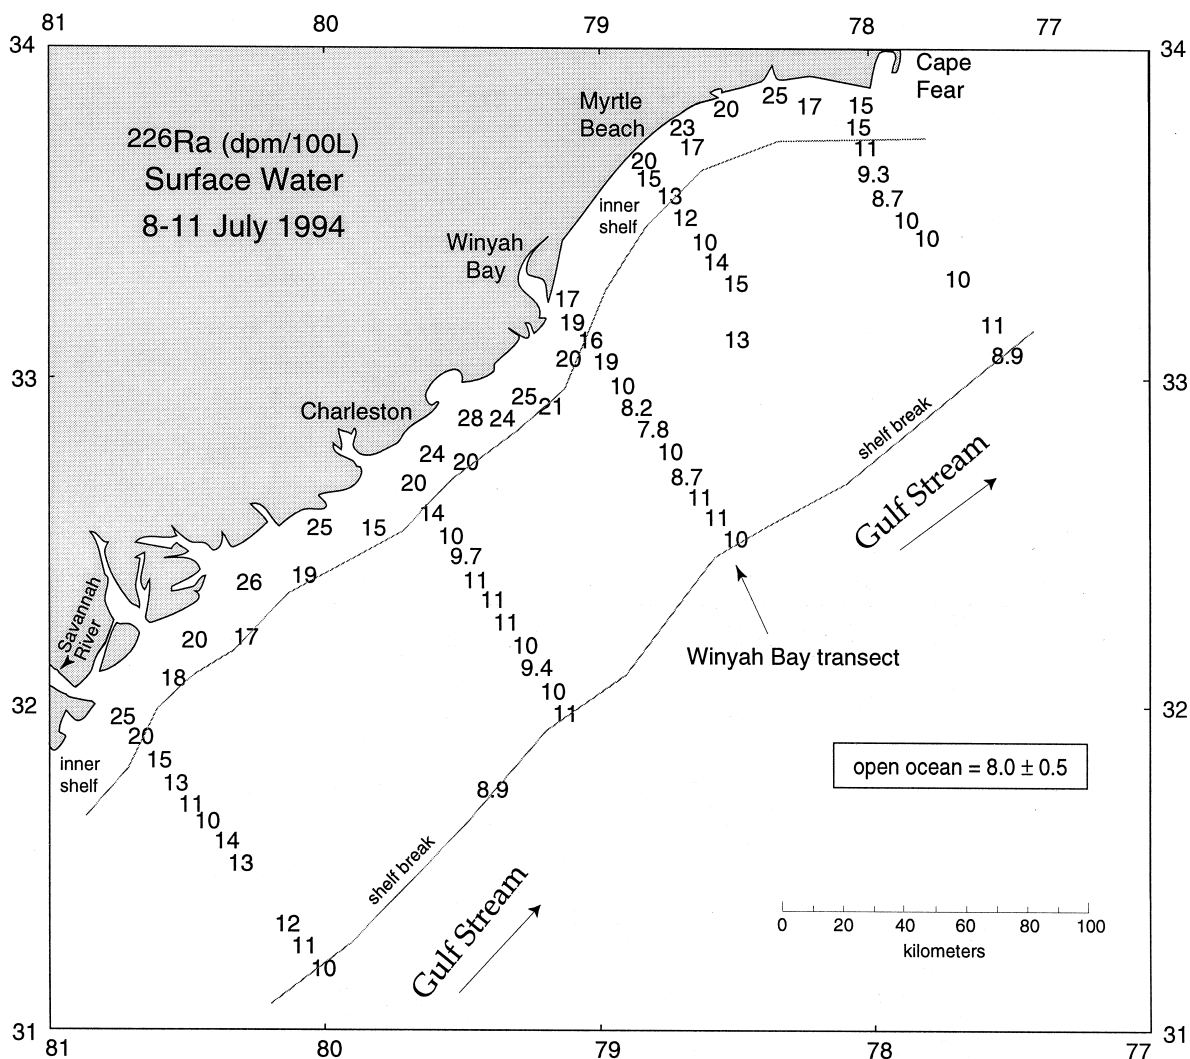 81 80 79 78 77
34 34
Cape
Fear
Myrtle
Beach
25
20
17
15
226Ra (dpm/100L)
Surface Water
8-11 July 1994
23
17
15
11
20
15
13
9.3
8.7
inner
shelf
12
10
10
10
14
15
10
Winyah
Bay
17
19
16
13
11
8.9
20
19
33 33
10
25
21
8.2
28
24
7.8
Charleston
shelf break
24
20
10
20
8.7
11
Gulf Stream
14
11
25
15
10
10
9.7
26
19
11
11
11
Savannah
River
20
17
10
Winyah Bay transect
9.4
18
10
32 32
25
11
20
inner
shelf
15
open ocean = 8.0 ± 0.5
13
8.9
11
10
14
13
shelf break
Gulf Stream
12
11
10
0 20 40 60 80 100
kilometers
31 31
81 80 79 78 77